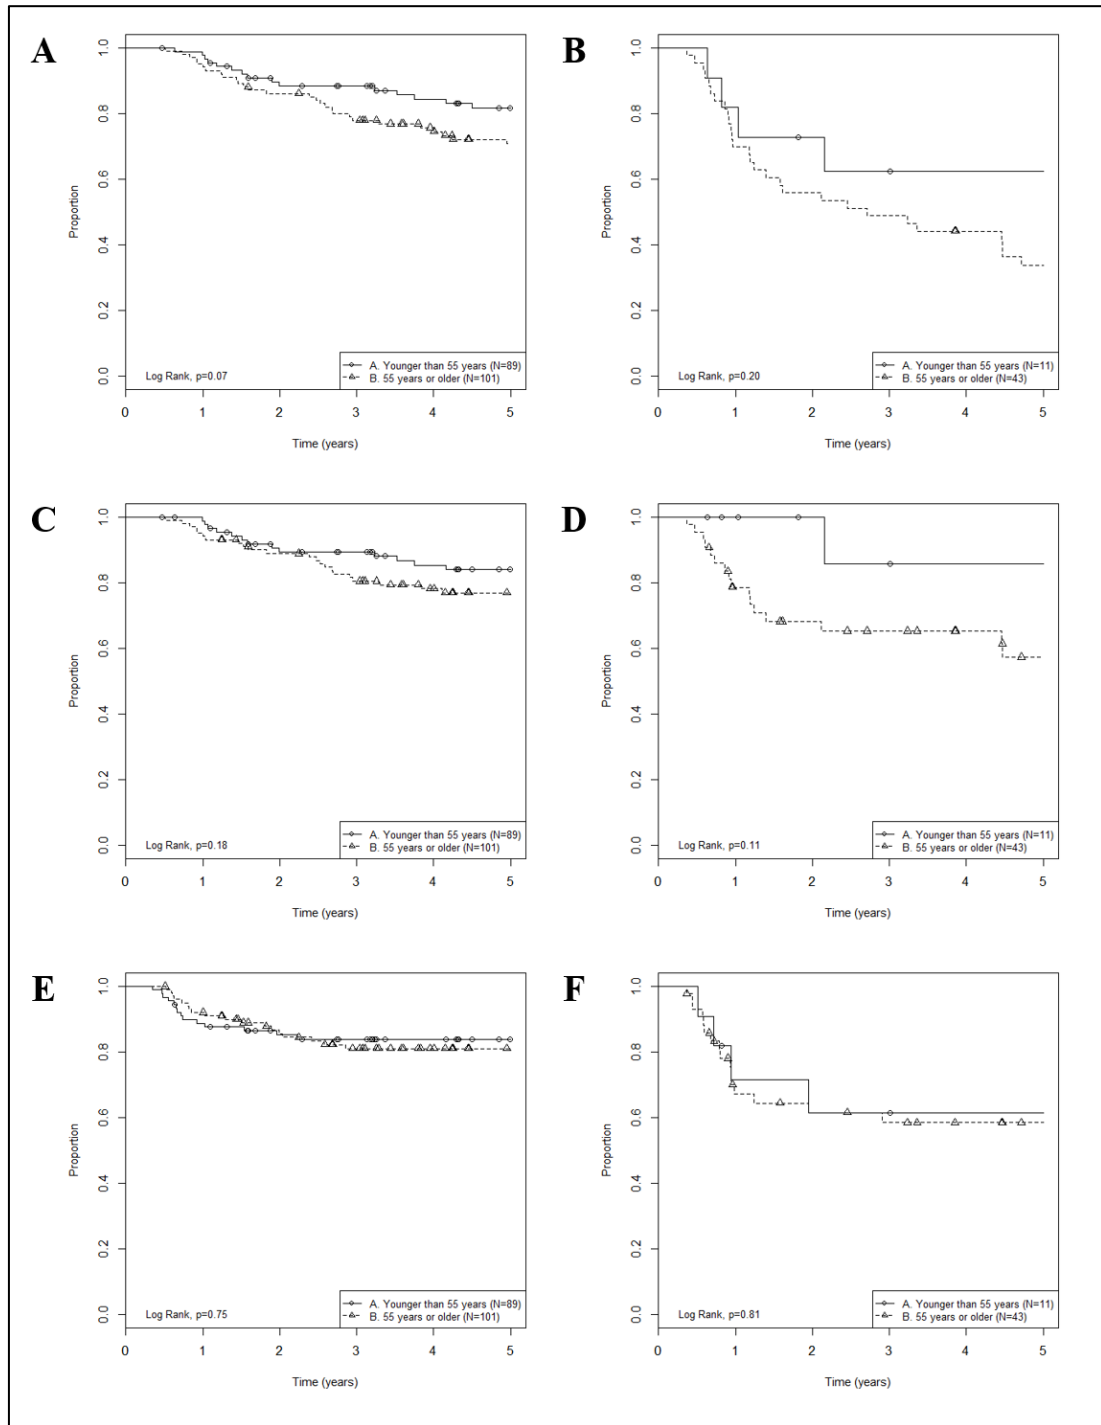 A
Proportion
1.0
0.8
0.6
0.4
0.2
0.0
Log Rank, p=0.07
A. Younger than 55 years (N=89)
B. 55 years or older (N=101)
0 1 2 3 4 5
Time (years)
B
Proportion
1.0
0.8
0.6
0.4
0.2
0.0
Log Rank, p=0.20
A. Younger than 55 years (N=11)
B. 55 years or older (N=43)
0 1 2 3 4 5
Time (years)
C
Proportion
1.0
0.8
0.6
0.4
0.2
0.0
Log Rank, p=0.18
A. Younger than 55 years (N=89)
B. 55 years or older (N=101)
0 1 2 3 4 5
Time (years)
D
Proportion
1.0
0.8
0.6
0.4
0.2
0.0
Log Rank, p=0.11
A. Younger than 55 years (N=11)
B. 55 years or older (N=43)
0 1 2 3 4 5
Time (years)
E
Proportion
1.0
0.8
0.6
0.4
0.2
0.0
Log Rank, p=0.75
A. Younger than 55 years (N=89)
B. 55 years or older (N=101)
0 1 2 3 4 5
Time (years)
F
Proportion
1.0
0.8
0.6
0.4
0.2
0.0
Log Rank, p=0.81
A. Younger than 55 years (N=11)
B. 55 years or older (N=43)
0 1 2 3 4 5
Time (years)